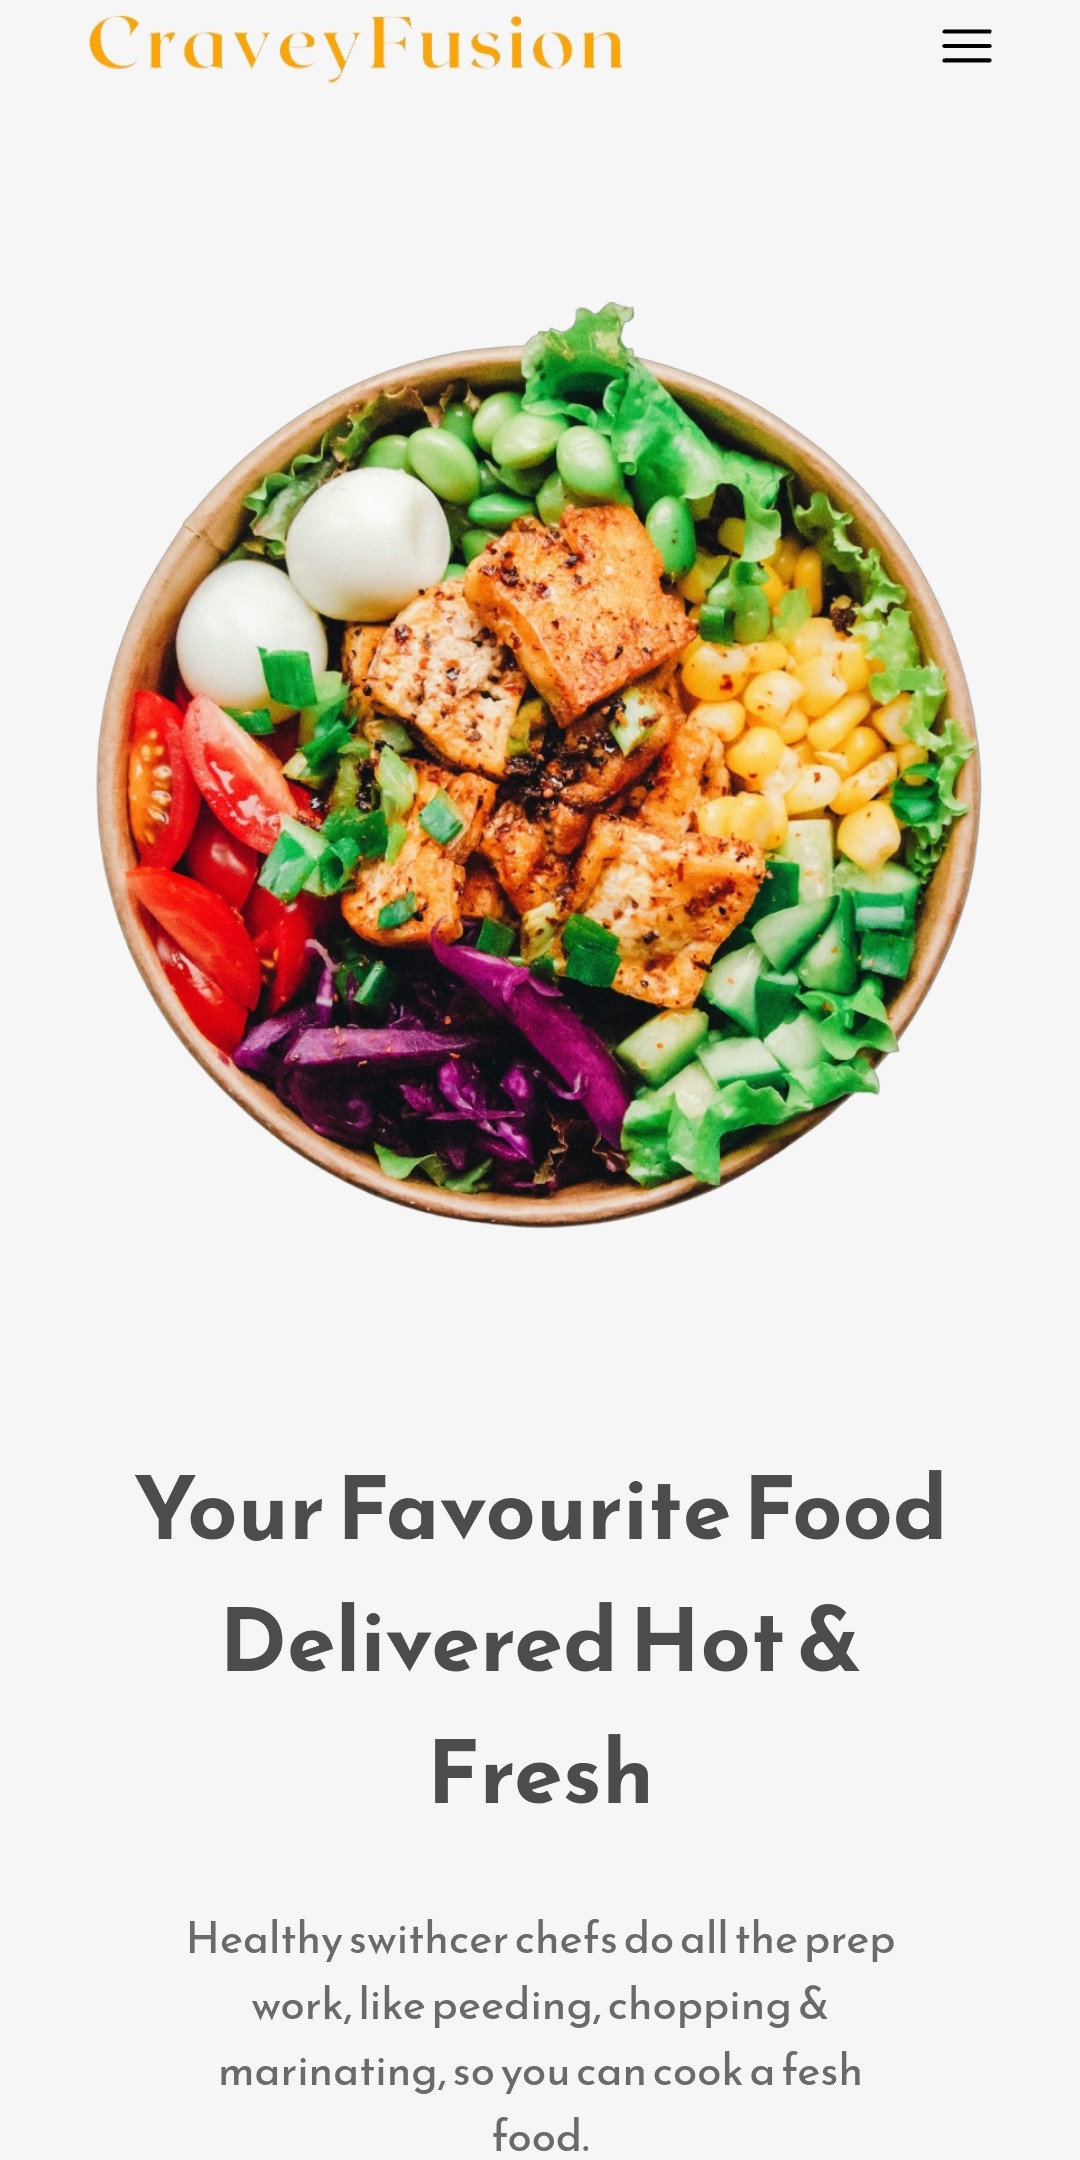 CraveyFusion
Your Favourite Food
Delivered Hot &
Fresh
Healthy swithcer chefs do all the prep
work, like peeding, chopping &
marinating, so you can cook a fesh
food.